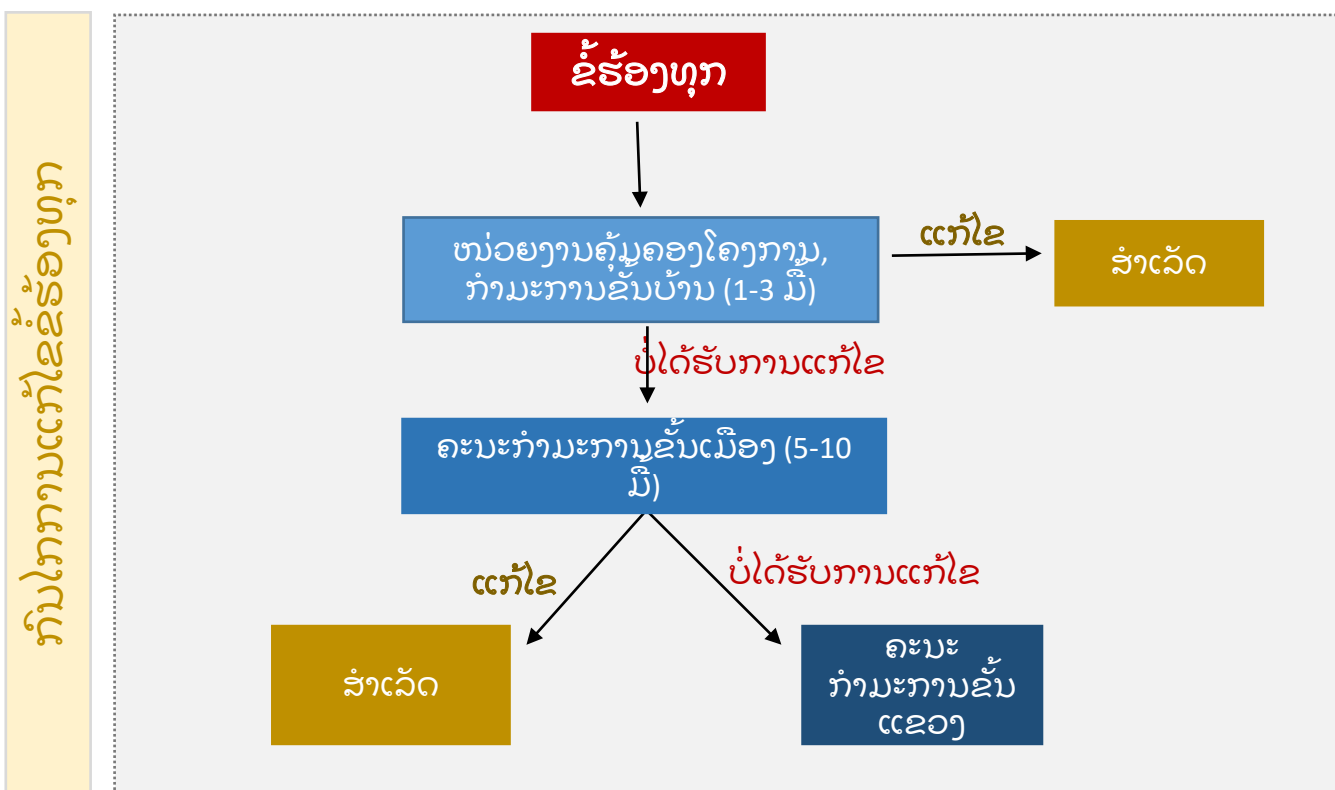 ກົນໄກການແກ້ໄຂຂໍ້ຮ້ອງທຸກ
ຂໍ້ຮ້ອງທຸກ
ໜ່ວຍງານຄຸ້ມຄອງໂຄງການ,
ກຳມະການຂັ້ນບ້ານ (1-3 ມື້)
ແກ້ໄຂ
ສຳເລັດ
ບໍ່ໄດ້ຮັບການແກ້ໄຂ
ຄະນະກຳມະການຂັ້ນເມືອງ (5-10
ມື້)
ແກ້ໄຂ
ບໍ່ໄດ້ຮັບການແກ້ໄຂ
ສຳເລັດ
ຄະນະ
ກຳມະການຂັ້ນ
ແຂວງ